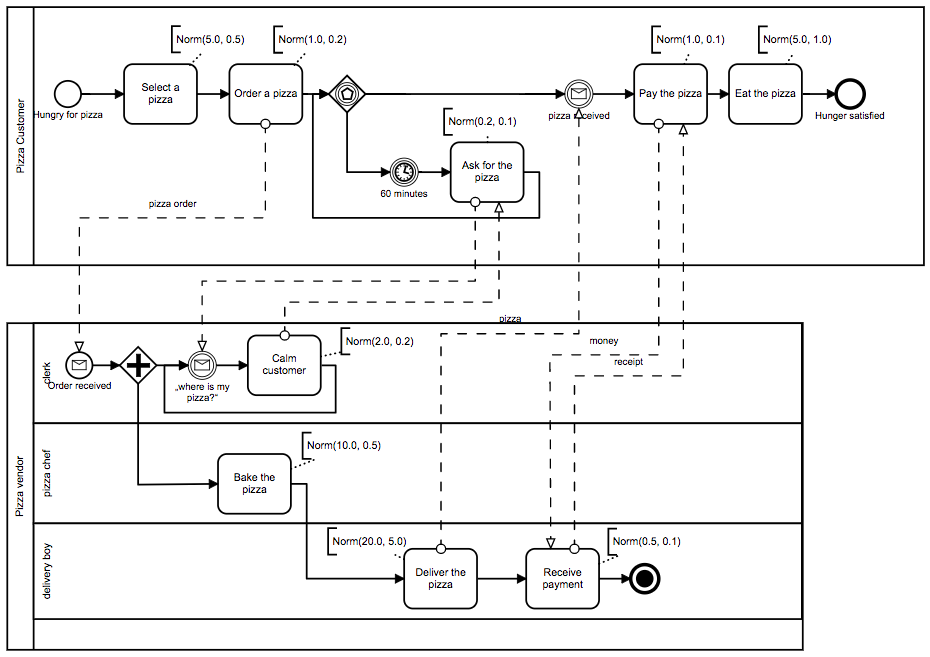 Pizza Customer
Norm(5.0, 0.5)
Norm(1.0, 0.2)
Norm(1.0, 0.1)
Norm(5.0, 1.0)
Hungry for pizza
Select a
pizza
Order a pizza
pizza received
Pay the pizza
Eat the pizza
Hunger satisfied
Norm(0.2, 0.1)
60 minutes
Ask for the
pizza
pizza order
pizza
money
receipt
Pizza vendor
clerk
Order received
„where is my
pizza?“
Calm
customer
Norm(2.0, 0.2)
pizza chef
Bake the
pizza
Norm(10.0, 0.5)
delivery boy
Norm(20.0, 5.0)
Deliver the
pizza
Receive
payment
Norm(0.5, 0.1)